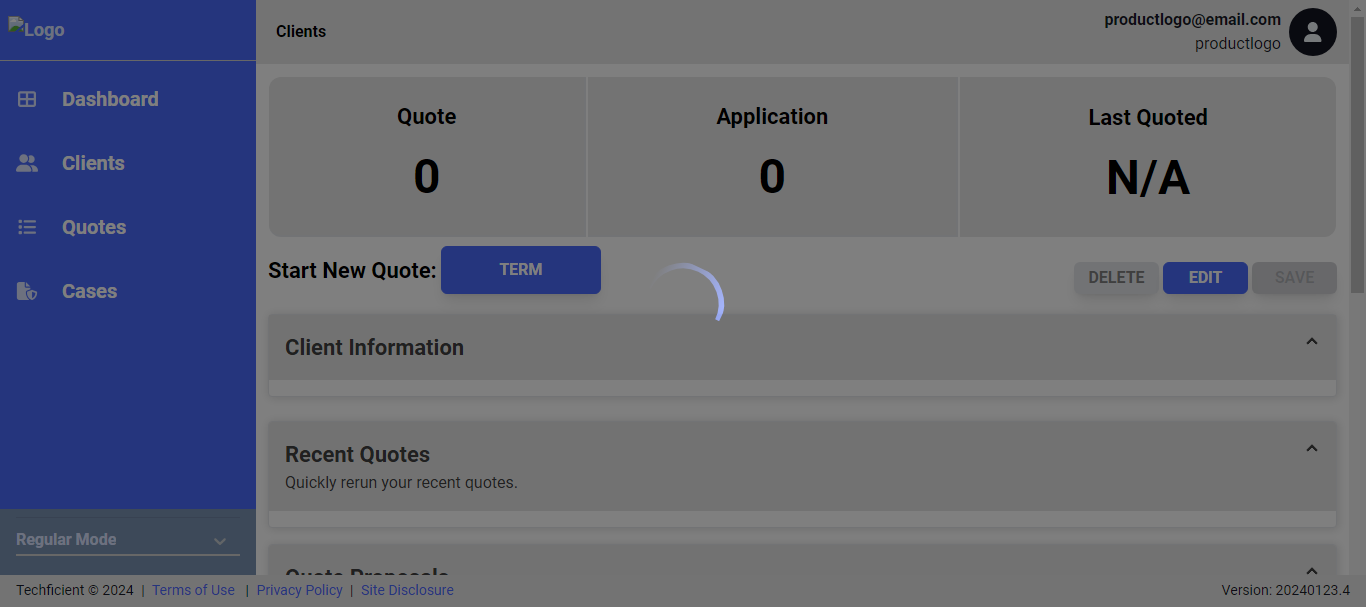 Logo
Clients
productlogo@email.com
productlogo
Dashboard
Clients
Quotes
Cases
Quote
0
Application
0
Last Quoted
N/A
Start New Quote:
TERM
DELETE
EDIT
SAVE
Client Information
Recent Quotes
Quickly rerun your recent quotes.
Quote Proposals
Regular Mode
Techficient © 2024 | Terms of Use | Privacy Policy | Site Disclosure
Version: 20240123.4